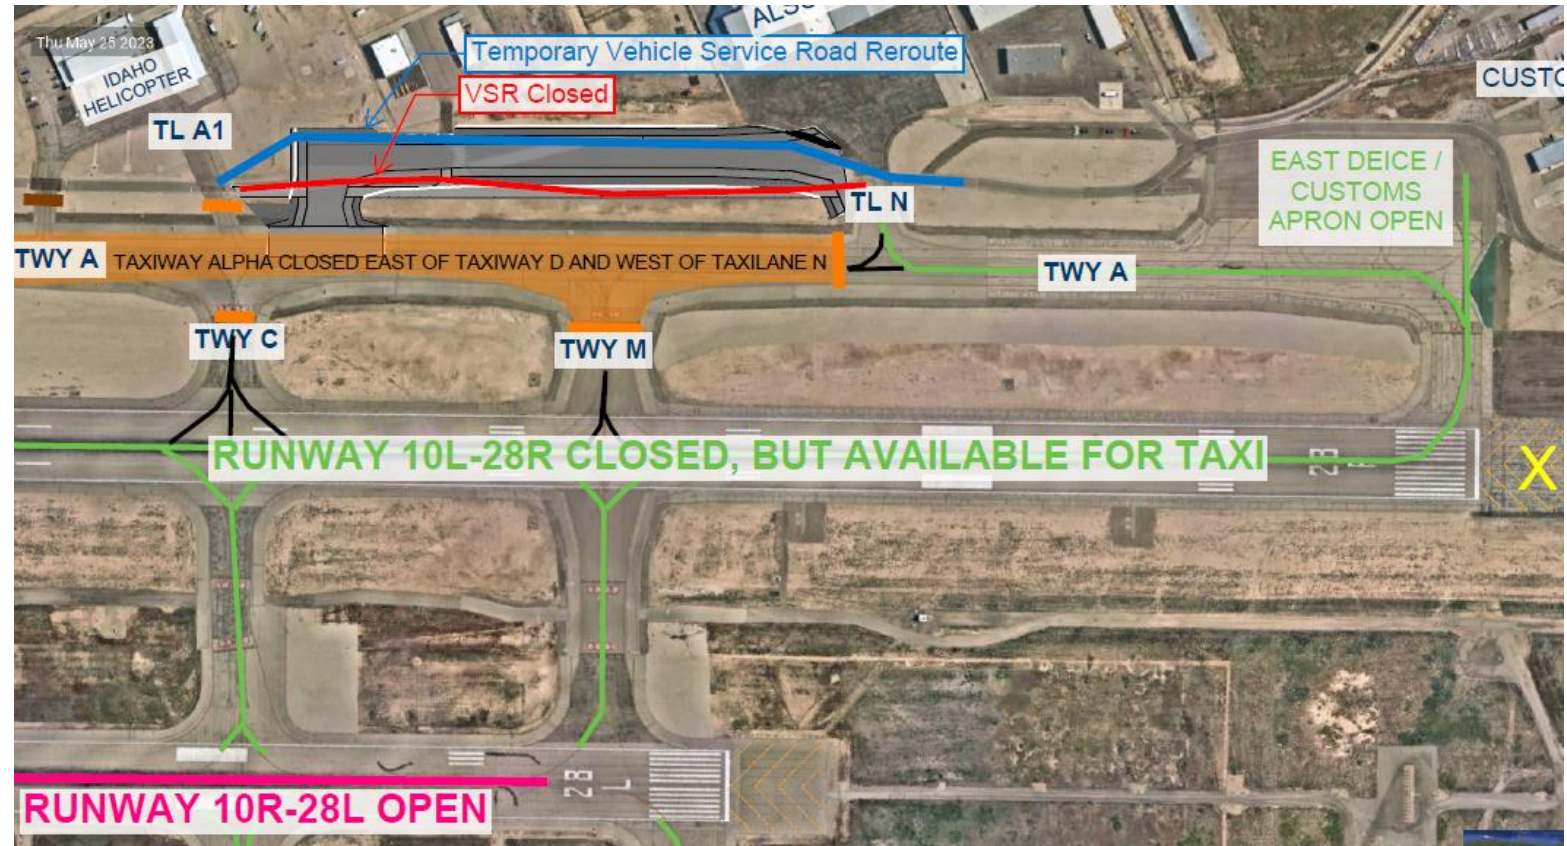 Thu May 25 2023
IDAHO
HELICOPTER
Temporary Vehicle Service Road Reroute
VSR Closed
CUSTO
TL A1
EAST DEICE /
CUSTOMS
APRON OPEN
TL N
TWY A
TAXIWAY ALPHA CLOSED EAST OF TAXIWAY D AND WEST OF TAXILANE N
TWY A
TWY C
TWY M
RUNWAY 10L-28R CLOSED, BUT AVAILABLE FOR TAXI
28
X
28
L
RUNWAY 10R-28L OPEN